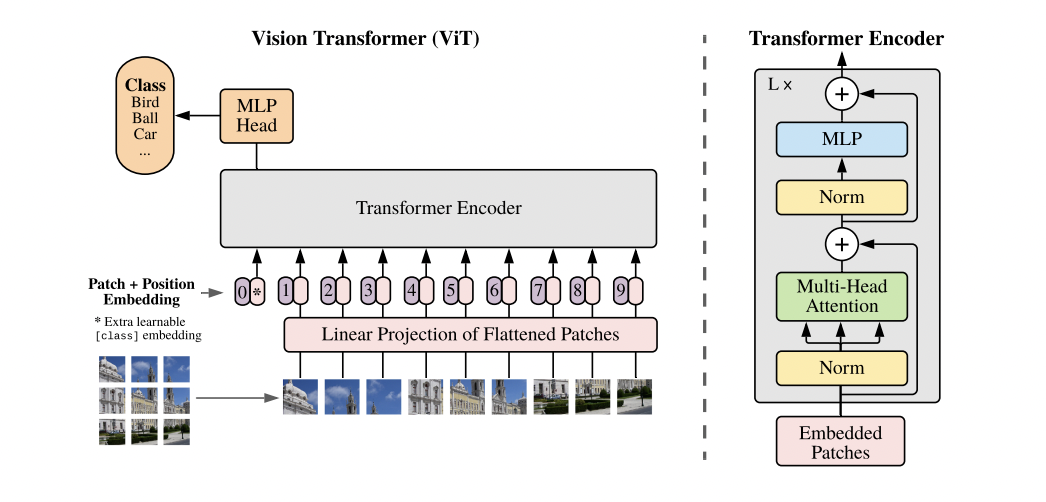 Vision Transformer (ViT)
Class
Bird
Ball
Car
...
MLP
Head
Transformer Encoder
Patch + Position
Embedding
0 * 1 2 3 4 5 6 7 8 9
* Extra learnable
[class] embedding
Linear Projection of Flattened Patches
Transformer Encoder
L x
+
MLP
Norm
+
Multi-Head
Attention
Norm
Embedded
Patches